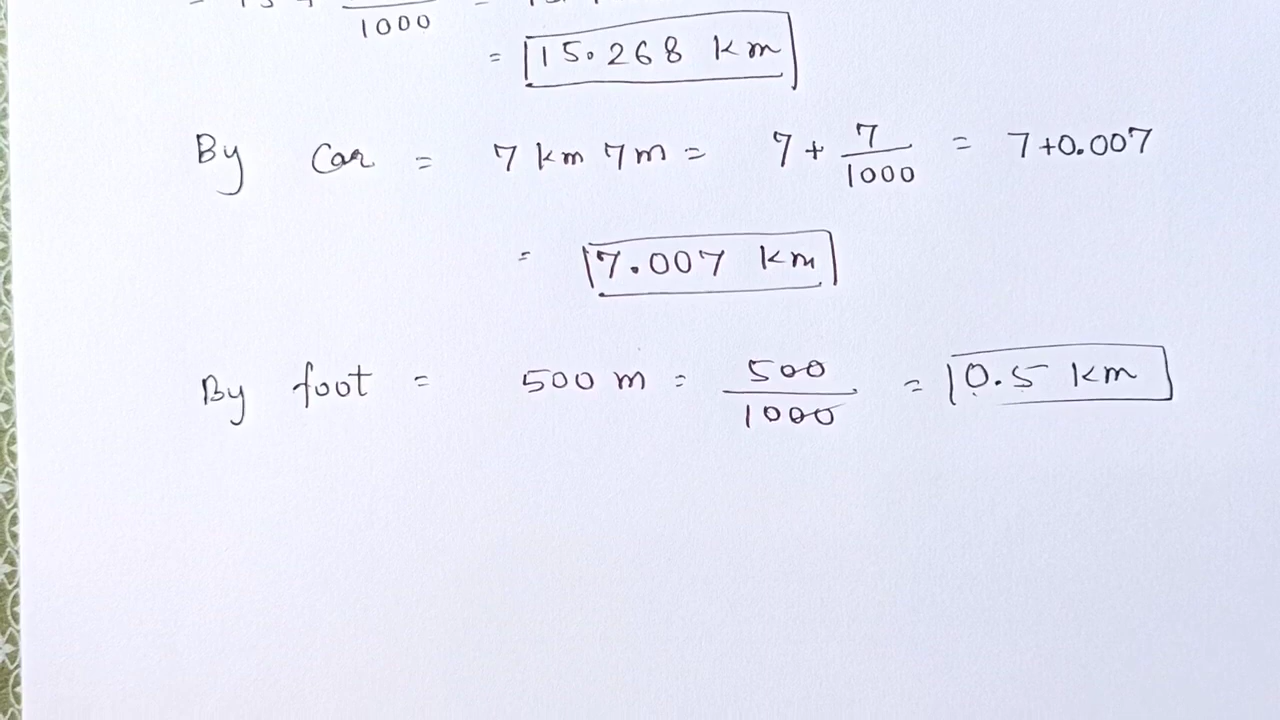 1000
= 15.268 km
By Car = 7 km 7m = 7 + 7/1000 = 7+0.007
= 7.007 km
By foot = 500 m = 500/1000 = 0.5 km